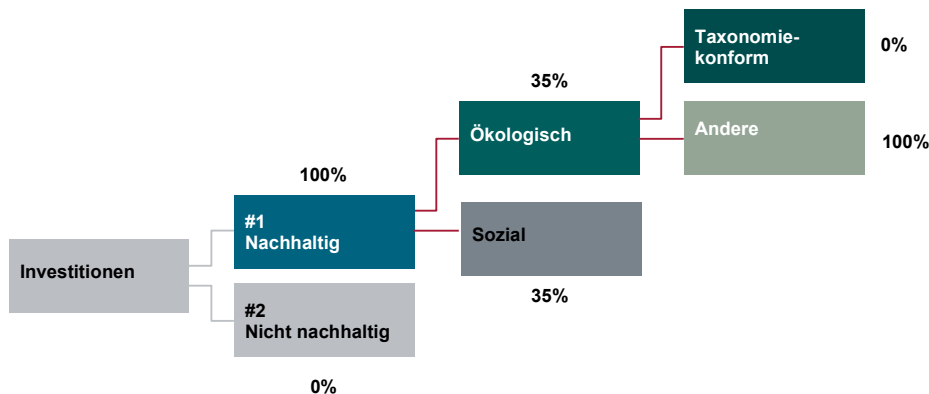 Taxonomie-
konform
0%
35%
Ökologisch
Andere
100%
100%
#1
Nachhaltig
Sozial
35%
Investitionen
#2
Nicht nachhaltig
0%